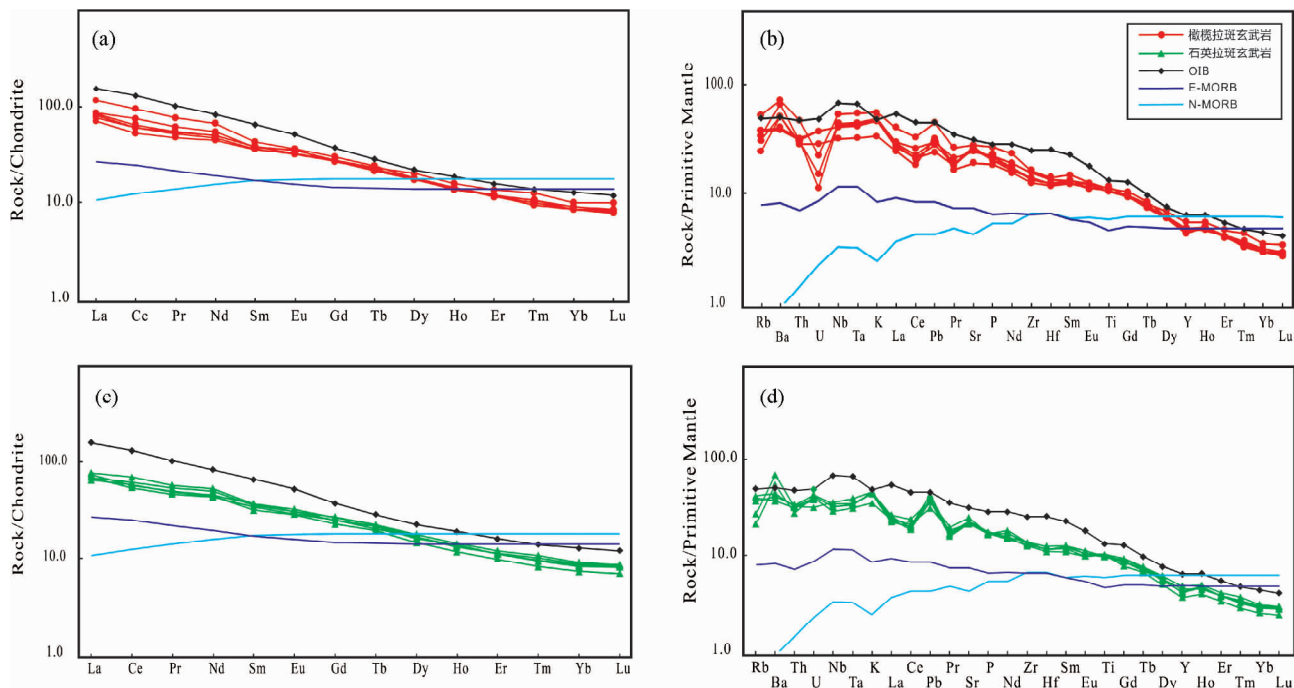 (a)
Rock/Chondrite
100.0
10.0
1.0
La Cc Pr Nd Sm Eu Gd Tb Dy Ho Er Tm Yb Lu
(b)
Rock/Primitive Mantle
100.0
10.0
1.0
橄榄拉斑玄武岩
石英拉斑玄武岩
OIB
E-MORB
N-MORB
Rb Th Nb K Ce Pr P Zr Sm Ti Tb Y Er Yb
Ba U Ta La Pb Sr Nd Hf Eu Gd Dy Ho Tm Lu
(c)
Rock/Chondrite
100.0
10.0
1.0
La Ce Pr Nd Sm Eu Gd Tb Dy Ho Er Tm Yb Lu
(d)
Rock/Primitive Mantle
100.0
10.0
1.0
Rb Th Nb K Ce Pr P Zr Sm Ti Tb Y Er Yb
Ba U Ta La Pb Sr Nd Hf Eu Gd Dy Ho Tm Lu